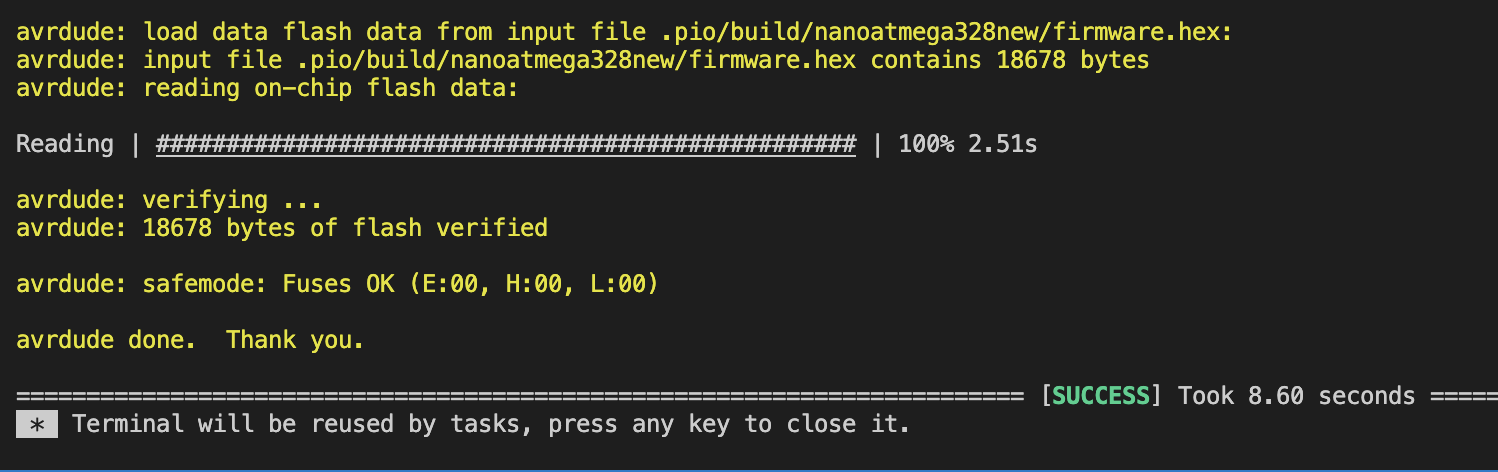 avrdude: load data flash data from input file .pio/build/nanoatmega328new/firmware.hex:
avrdude: input file .pio/build/nanoatmega328new/firmware.hex contains 18678 bytes
avrdude: reading on-chip flash data:
Reading | ################################################## | 100% 2.51s
avrdude: verifying ...
avrdude: 18678 bytes of flash verified
avrdude: safemode: Fuses OK (E:00, H:00, L:00)
avrdude done.  Thank you.
======================================================================== [SUCCESS] Took 8.60 seconds =====
* Terminal will be reused by tasks, press any key to close it.